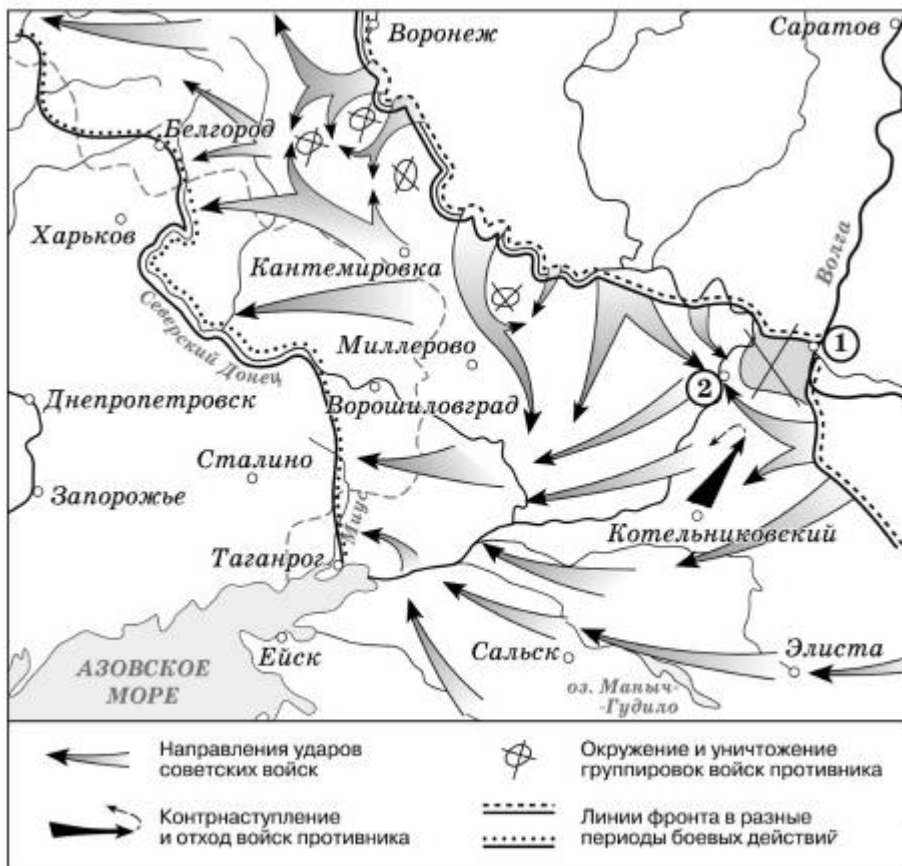 Воронеж
Саратов
Белгород
Харьков
Кантемировка
Волга
Северский Донец
Миллерово
1
2
Днепропетровск
Ворошиловград
Сталино
Запорожье
Миус
Котельниковский
Таганрог
АЗОВСКОЕ
МОРЕ
Ейск
Сальск
Элиста
оз. Маныч-
-Гудило
Направления ударов
советских войск
Окружение и уничтожение
группировок войск противника
Контрнаступление
и отход войск противника
Линии фронта в разные
периоды боевых действий